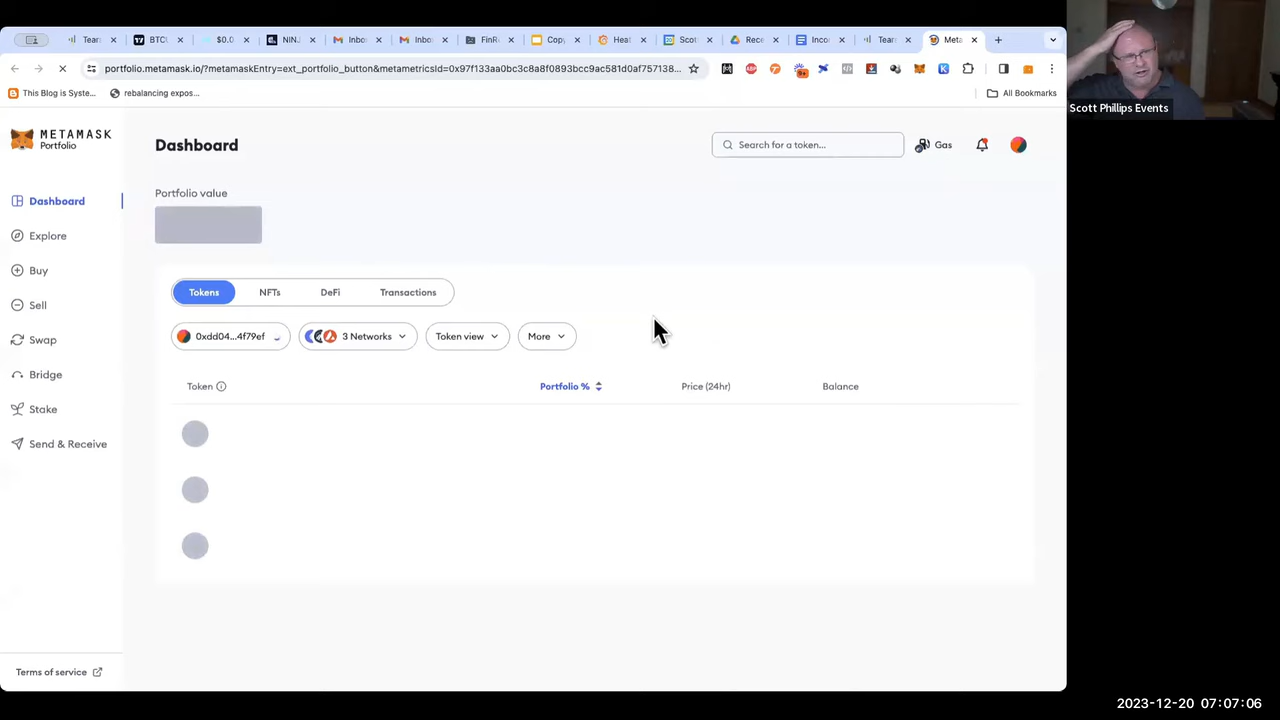 Tear
BTC
$0.0
NIN.
Inbo
Inbo
FinR
Copy
Heat
Scot
Rece
Inco
Tear
Meta
portfolio.metamask.io/?metamaskEntry=ext_portfolio_button&metametricsId=0x97f133aa0bc3c8a8f0893bcc9ac581d0af757138...
This Blog is Syste...
rebalancing expos...
All Bookmarks
Scott Phillips Events
METAMASK
Portfolio
Dashboard
Search for a token...
Gas
Portfolio value
Dashboard
Explore
Buy
Sell
Swap
Bridge
Stake
Send & Receive
Tokens
NFTs
DeFi
Transactions
0xdd04...4f79ef
3 Networks
Token view
More
Token
Portfolio %
Price (24hr)
Balance
Terms of service
2023-12-20 07:07:06